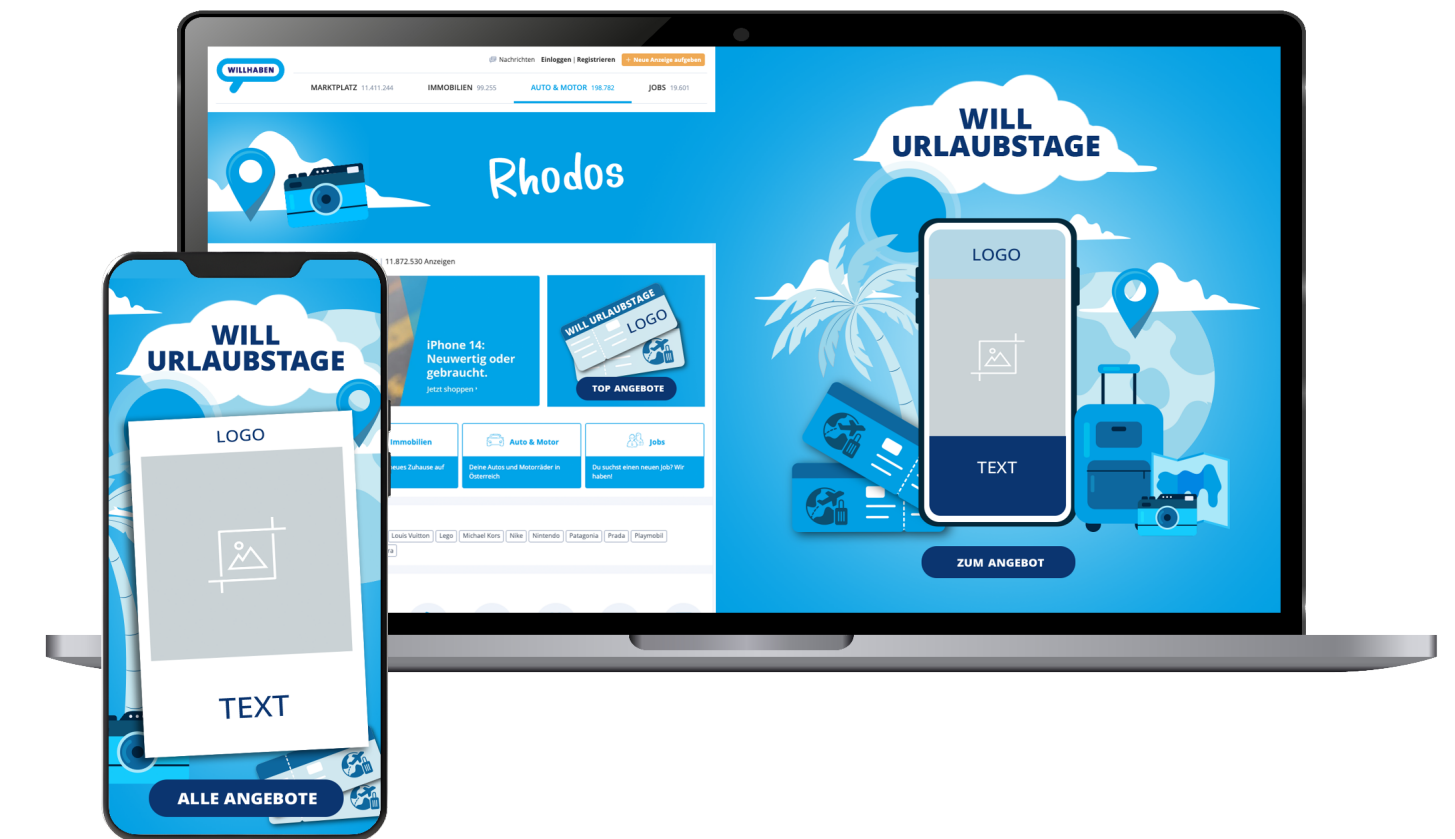 WILLHABEN
Nachrichten Einloggen | Registrieren + Neue Anzeige aufgeben
MARKTPLATZ 11.411.244 IMMOBILIEN 99.255 AUTO & MOTOR 198.782 JOBS 19.601
Rhodos
| 11.872.530 Anzeigen
iPhone 14:
Neuwertig oder
gebraucht.
Jetzt shoppen
WILL URLAUBSTAGE
LOGO
TOP ANGEBOTE
Immobilien
neues Zuhause auf
Auto & Motor
Deine Autos und Motorräder in
Österreich
Jobs
Du suchst einen neuen Job? Wir
haben!
Louis Vuitton Lego Michael Kors Nike Nintendo Patagonia Prada Playmobil
WILL
URLAUBSTAGE
LOGO
TEXT
ZUM ANGEBOT
WILL
URLAUBSTAGE
LOGO
TEXT
ALLE ANGEBOTE